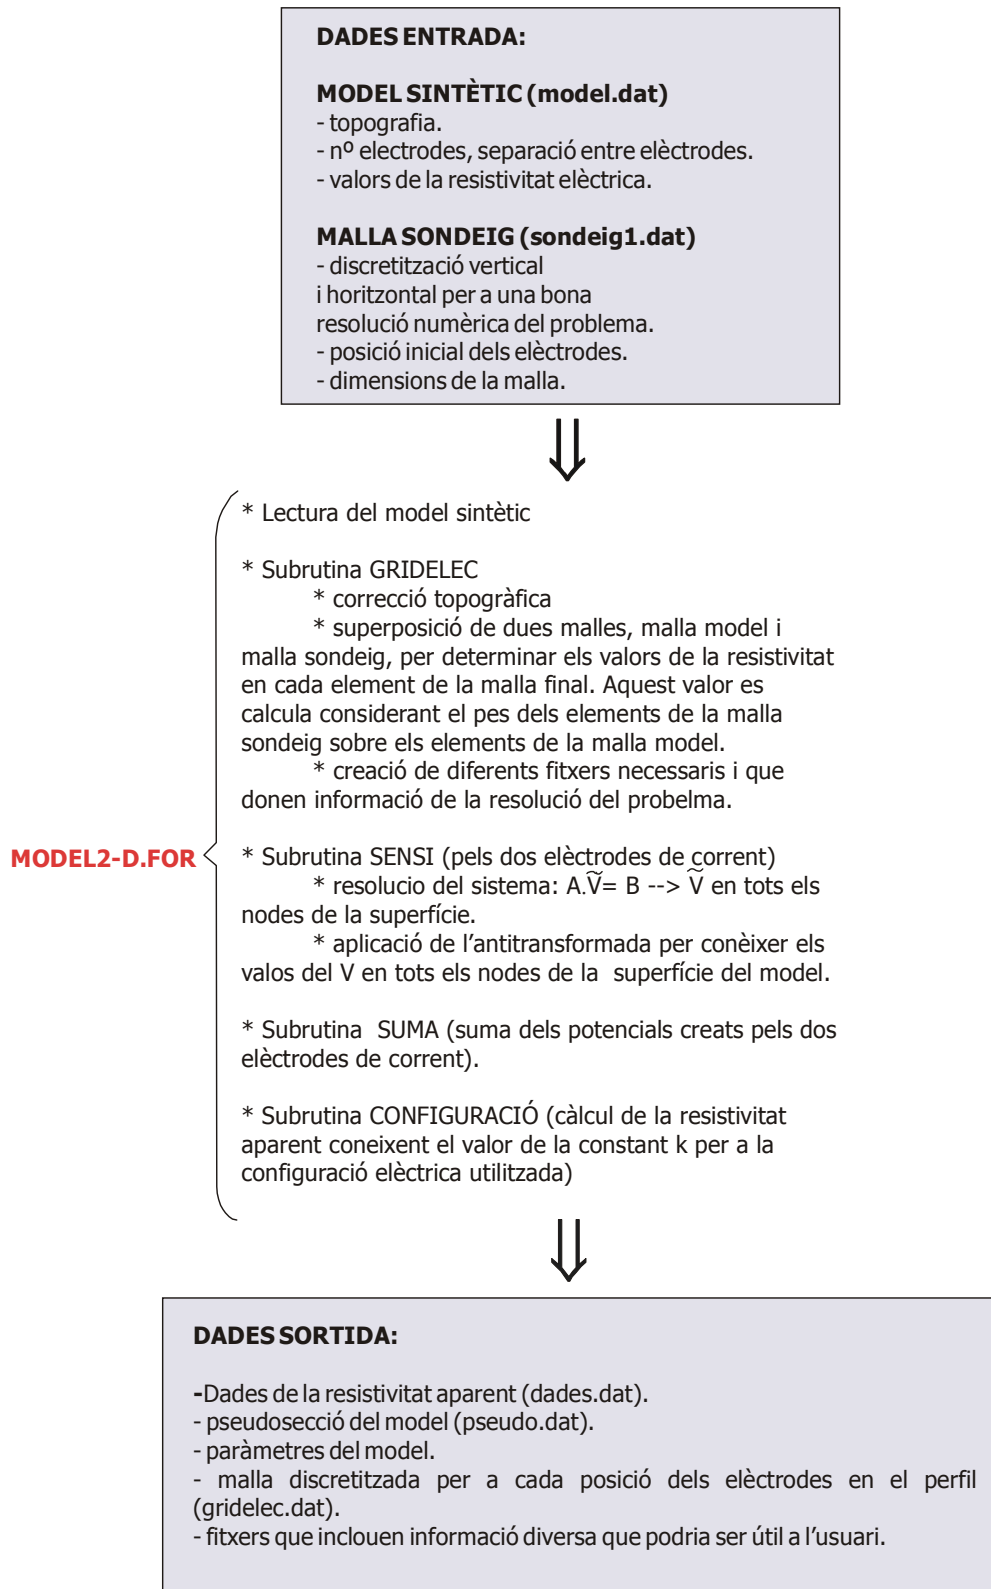 DADES ENTRADA:
MODEL SINTÈTIC (model.dat)
- topografia.
- nº electrodes, separació entre elèctrodes.
- valors de la resistivitat elèctrica.
MALLA SONDEIG (sondeig1.dat)
- discretització vertical
i horitzontal per a una bona
resolució numèrica del problema.
- posició inicial dels elèctrodes.
- dimensions de la malla.
⇓
* Lectura del model sintètic
* Subrutina GRIDELEC
* correcció topogràfica
* superposició de dues malles, malla model i
malla sondeig, per determinar els valors de la resistivitat
en cada element de la malla final. Aquest valor es
calcula considerant el pes dels elements de la malla
sondeig sobre els elements de la malla model.
* creació de diferents fitxers necessaris i que
donen informació de la resolució del probelma.
MODEL2-D.FOR
* Subrutina SENSI (pels dos elèctrodes de corrent)
* resolucio del sistema: A.Ṽ= B --> Ṽ en tots els
nodes de la superfície.
* aplicació de l’antitransformada per conèixer els
valos del V en tots els nodes de la superfície del model.
* Subrutina SUMA (suma dels potencials creats pels dos
elèctrodes de corrent).
* Subrutina CONFIGURACIÓ (càlcul de la resistivitat
aparent coneixent el valor de la constant k per a la
configuració elèctrica utilitzada)
⇓
DADES SORTIDA:
-Dades de la resistivitat aparent (dades.dat).
- pseudosecció del model (pseudo.dat).
- paràmetres del model.
- malla discretitzada per a cada posició dels elèctrodes en el perfil
(gridelec.dat).
- fitxers que inclouen informació diversa que podria ser útil a l’usuari.